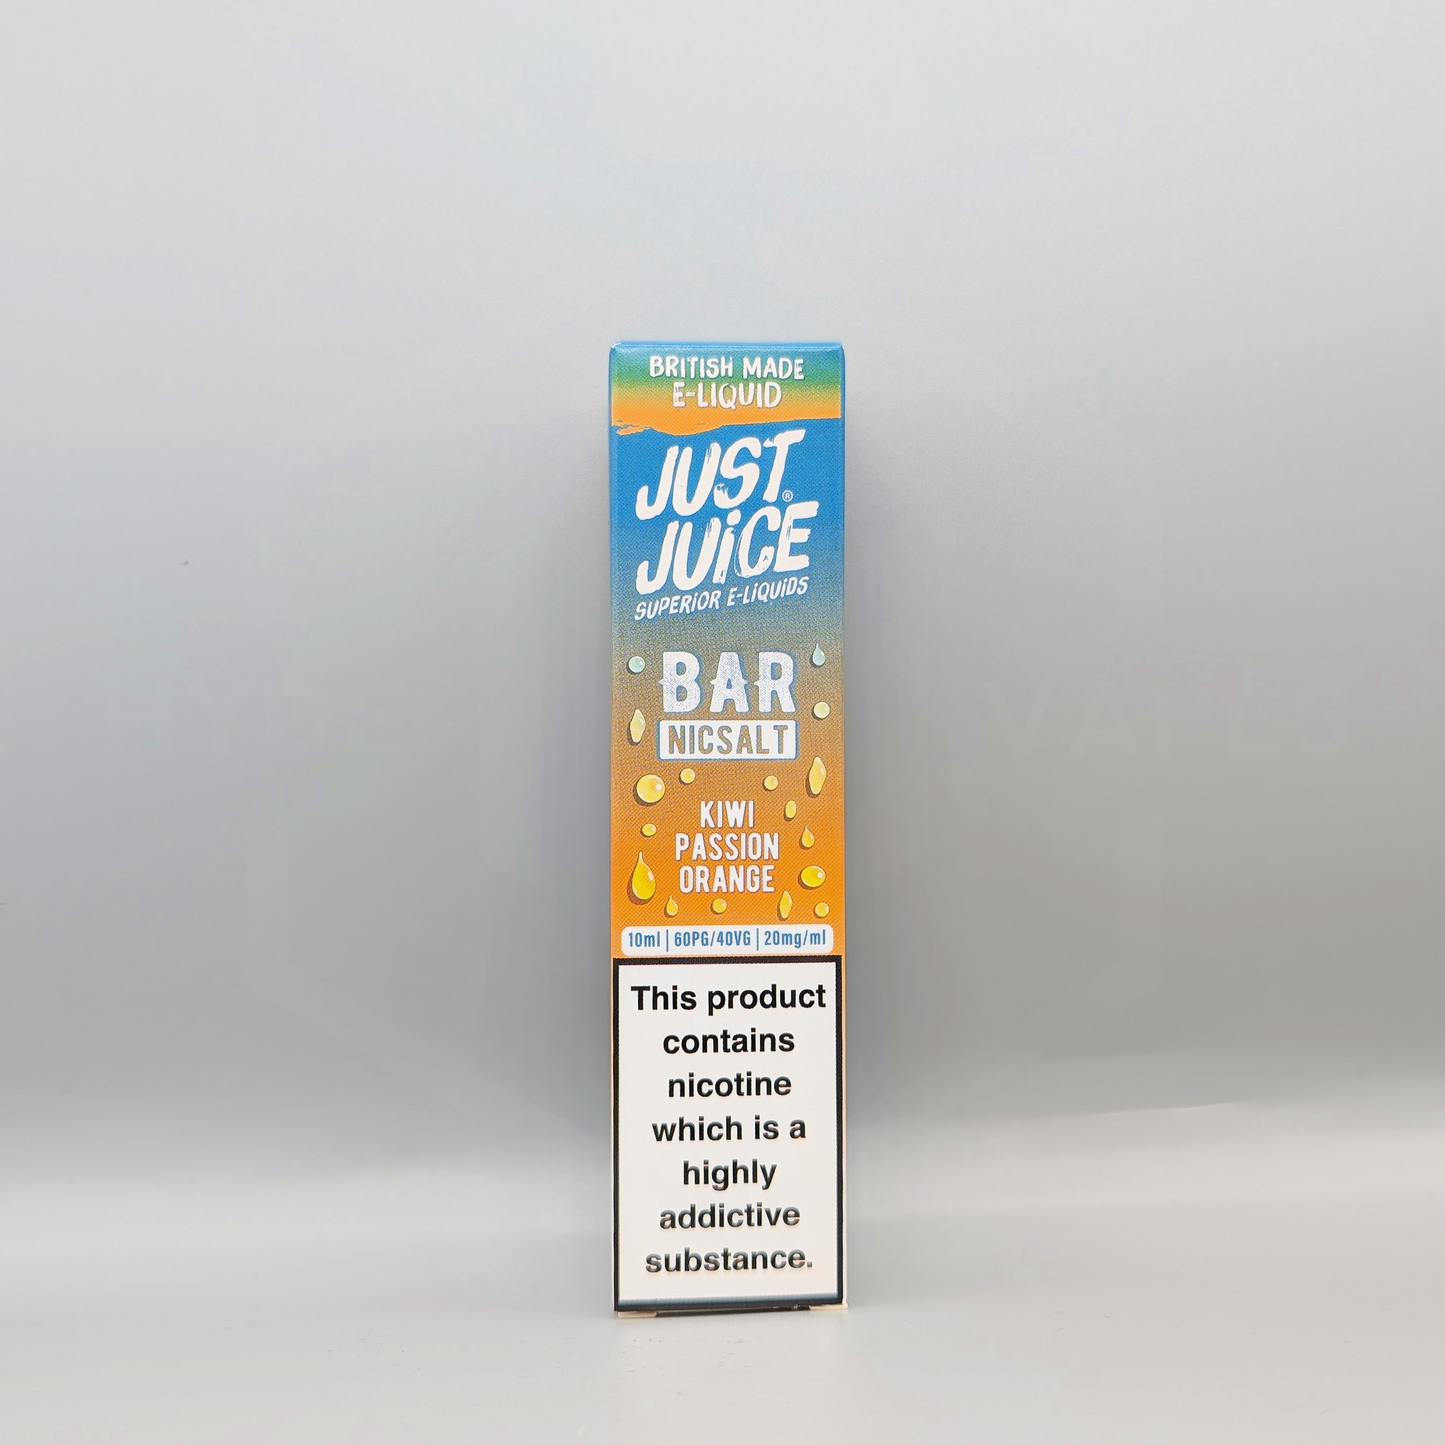 BRITISH MADE
E-LIQUID
JUST
JUiCE®
SUPERiOR E-LiQUiDS
BAR
NICSALT
KIWI
PASSION
ORANGE
10ml | 60PG/40VG | 20mg/ml
This product
contains
nicotine
which is a
highly
addictive
substance.
VAPES